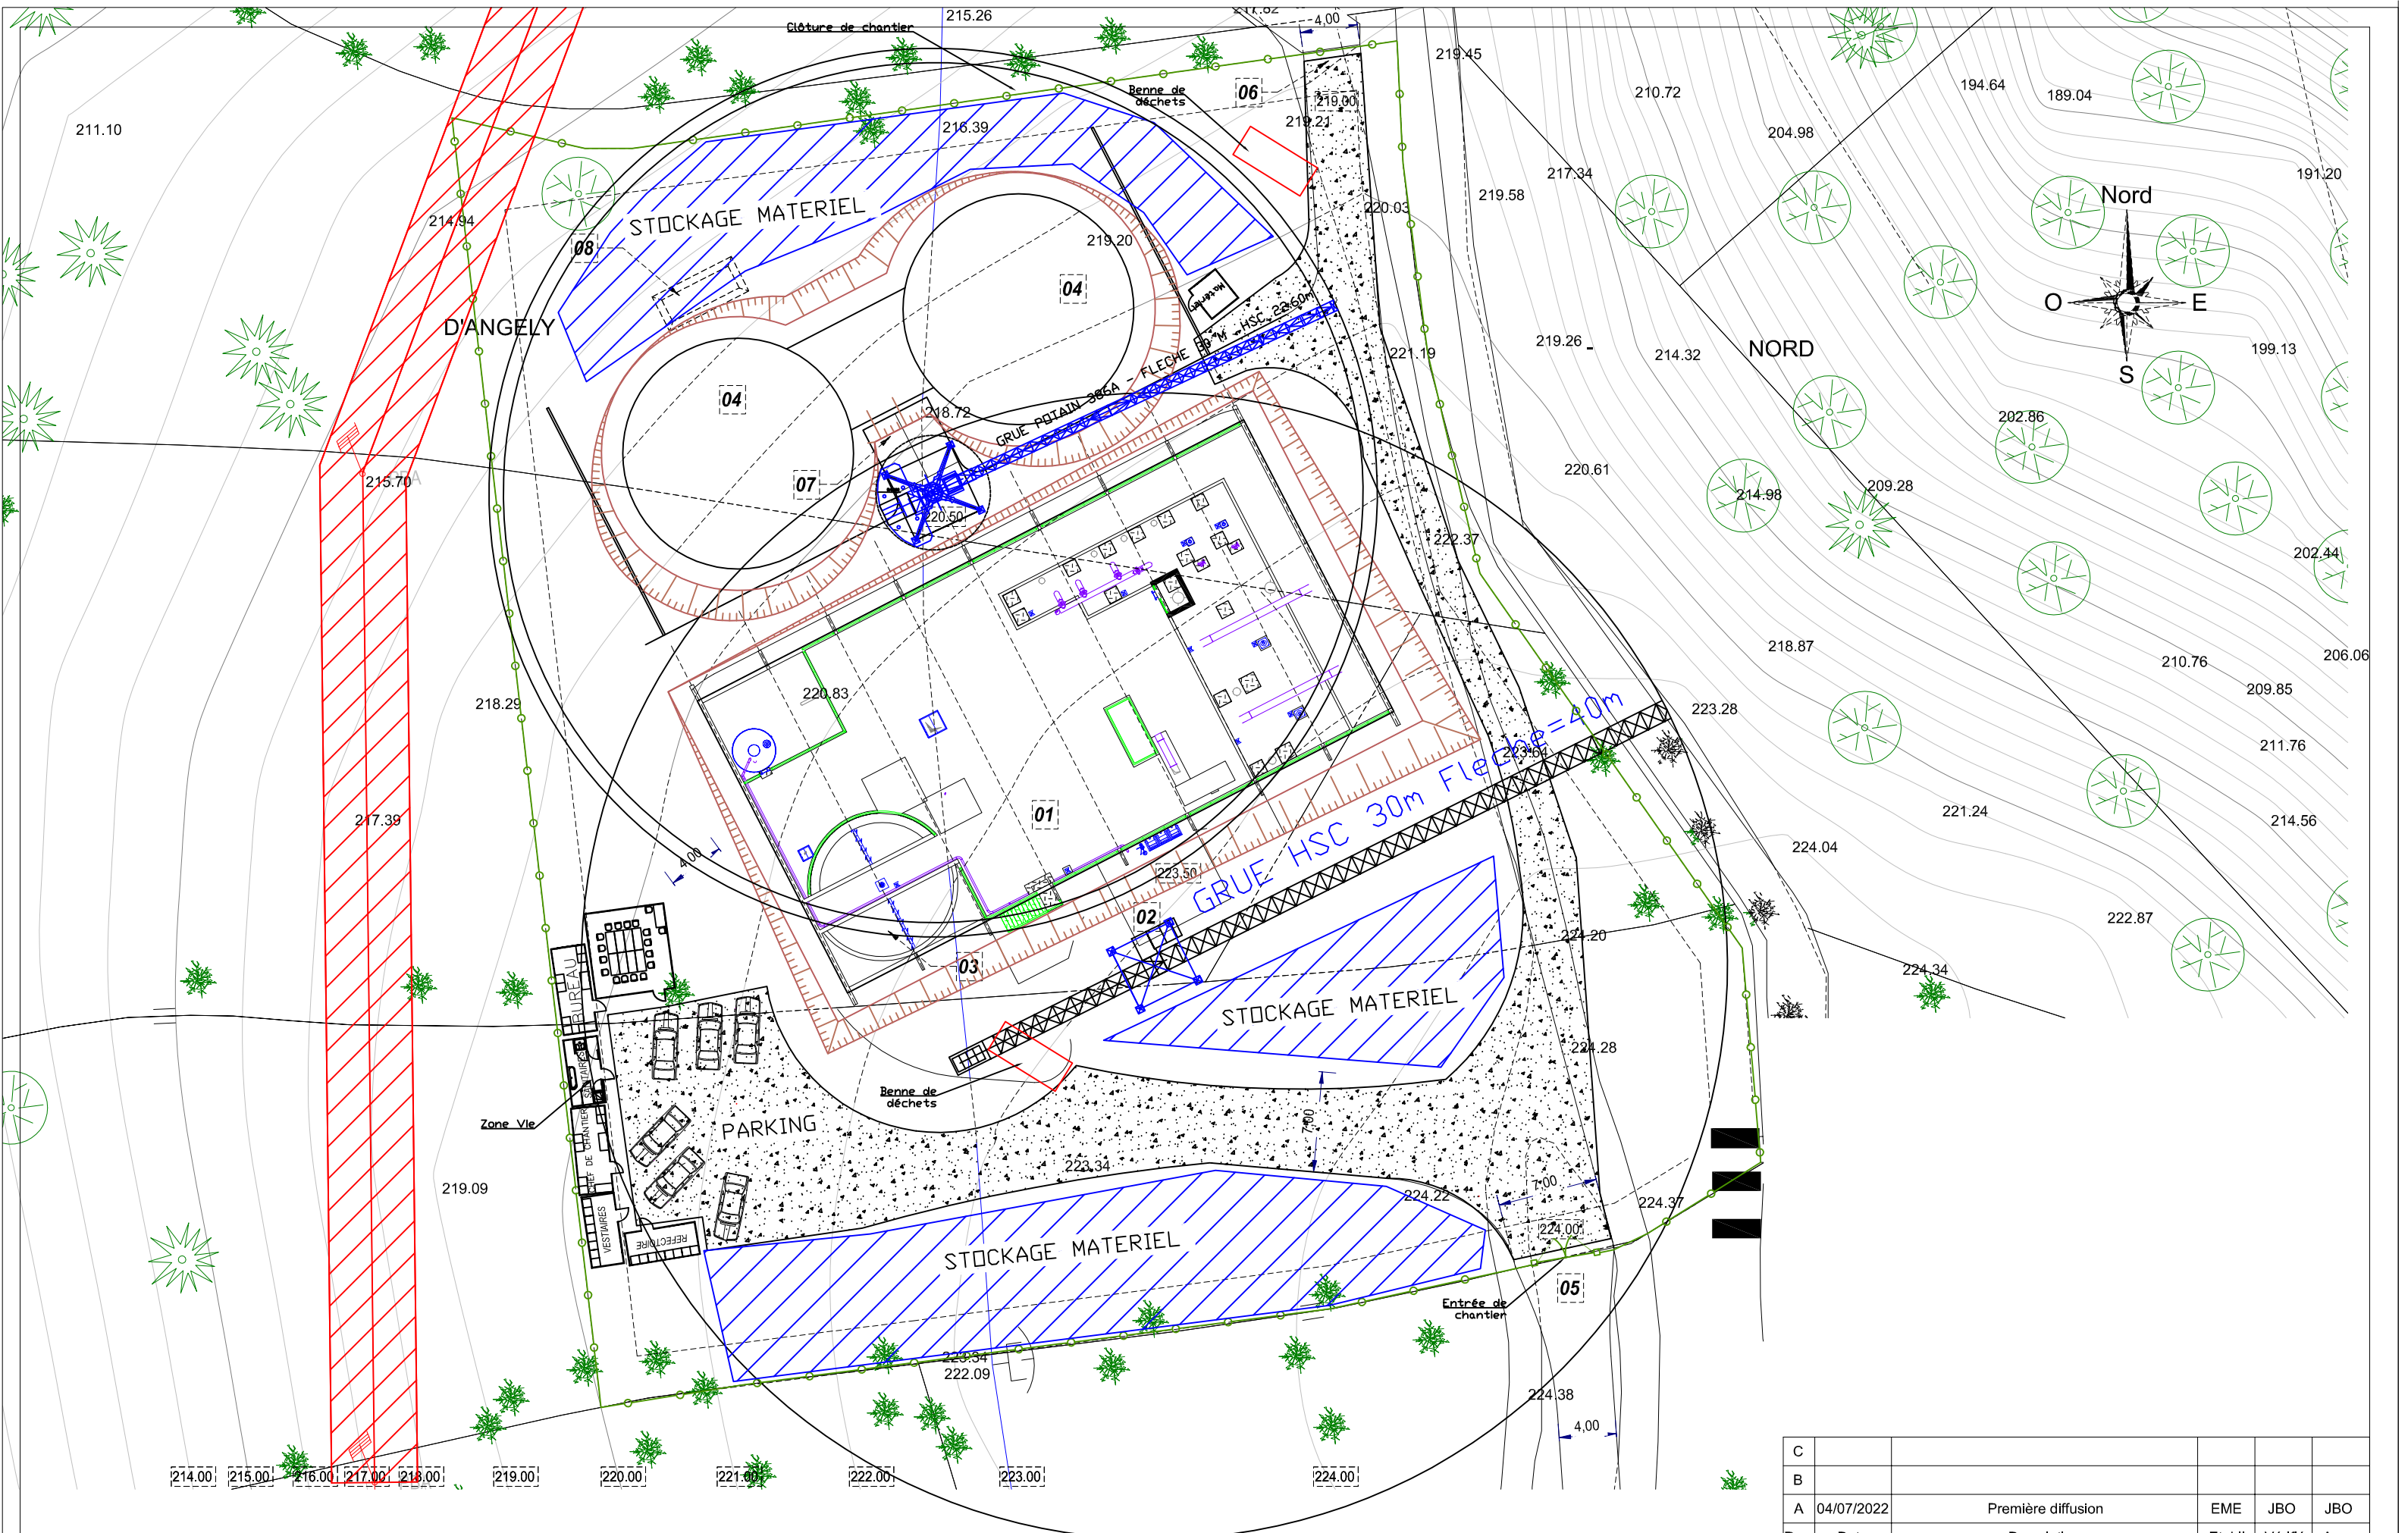 215.26
217.82
4,00
Clôture de chantier
219.45
210.72
194.64
189.04
Benne de
déchets
06
219.00
219.21
211.10
216.39
204.98
217.34
191.20
219.58
Nord
214.94
STOCKAGE MATERIEL
220.03
08
219.20
04
Matériel
O
E
S
D'ANGELY
219.26
214.32
NORD
199.13
221.19
GRUE POTAIN 386A - FLECHE 39 M - HSC 22.60m
04
218.72
202.86
220.61
215.70
07
214.98
209.28
220.50
222.37
202.44
218.87
210.76
206.06
220.83
218.29
223.28
209.85
223.64
211.76
217.39
01
221.24
214.56
4,00
224.04
223.50
GRUE HSC 30m Fleche=40m
02
222.87
224.20
03
224.34
BUREAU
STOCKAGE MATERIEL
224.28
SANITAIRES
Benne de
déchets
Zone VIe
PARKING
7,00
CHEF DE CHANTIER
223.34
219.09
7,00
224.22
224.37
VESTIAIRES
224.00
REFECTOIRE
STOCKAGE MATERIEL
05
Entrée de
chantier
223.34
222.09
224.38
4,00
214.00
215.00
216.00
217.00
218.00
219.00
220.00
221.00
222.00
223.00
224.00
C
B
A 04/07/2022 Première diffusion EME JBO JBO